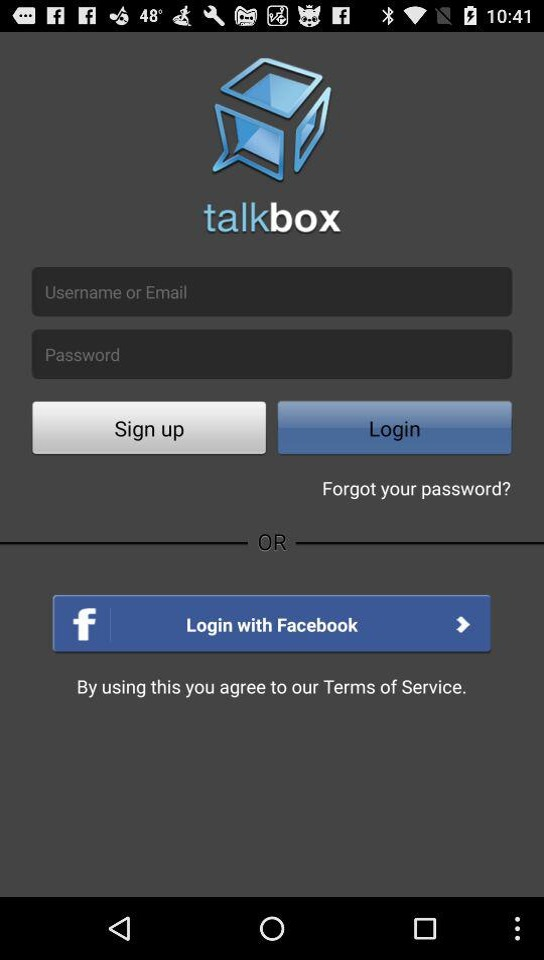 48° 10:41
talkbox
Username or Email
Password
Sign up Login
Forgot your password?
OR
f Login with Facebook
By using this you agree to our Terms of Service.